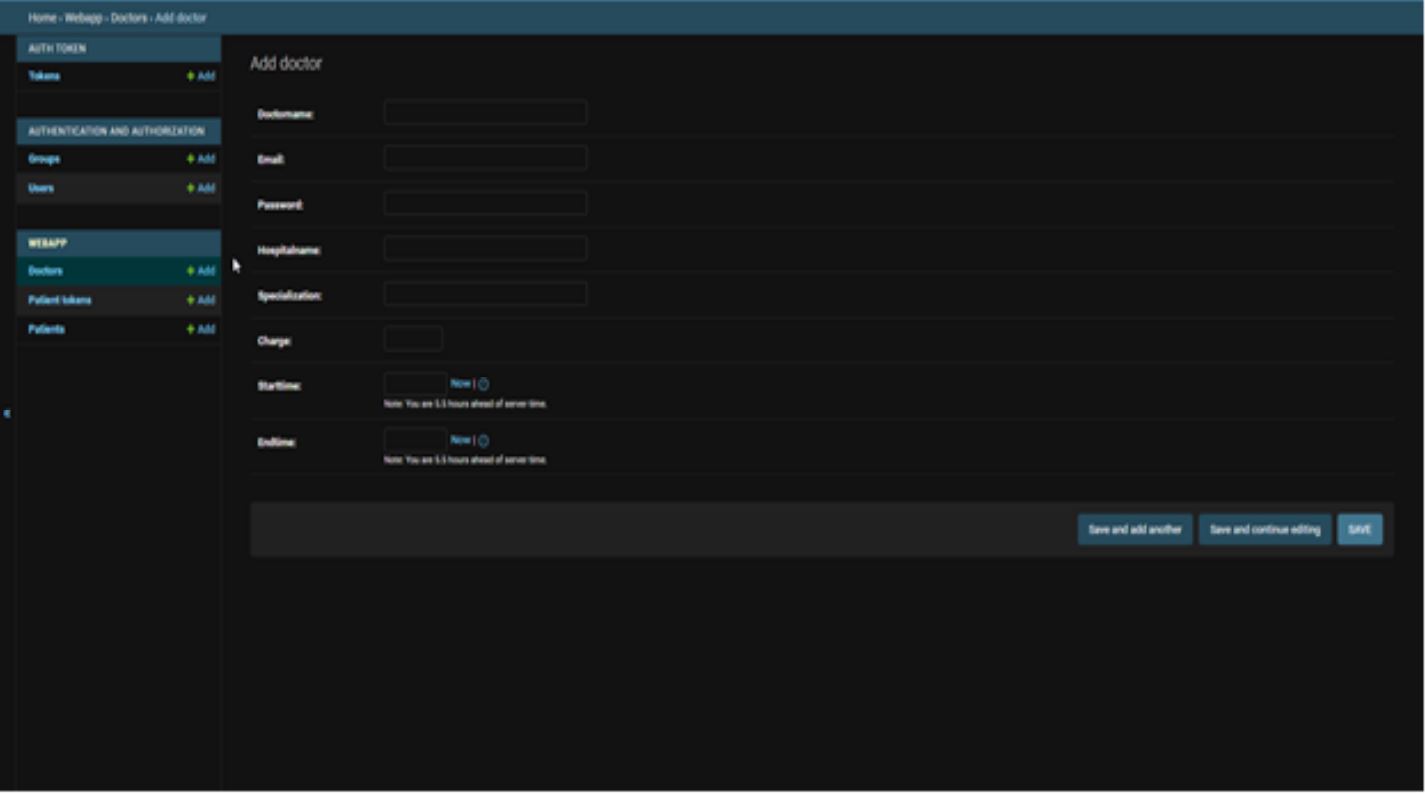 Home › Webapp › Doctors › Add doctor
AUTH TOKEN
Tokens + Add
AUTHENTICATION AND AUTHORIZATION
Groups + Add
Users + Add
WEBAPP
Doctors + Add
Patient tokens + Add
Patients + Add
«
Add doctor
Doctorname:
Email:
Password:
Hospitalname:
Specialization:
Charge:
Starttime: Now |
Note: You are 5.5 hours ahead of server time.
Endtime: Now |
Note: You are 5.5 hours ahead of server time.
Save and add another Save and continue editing SAVE